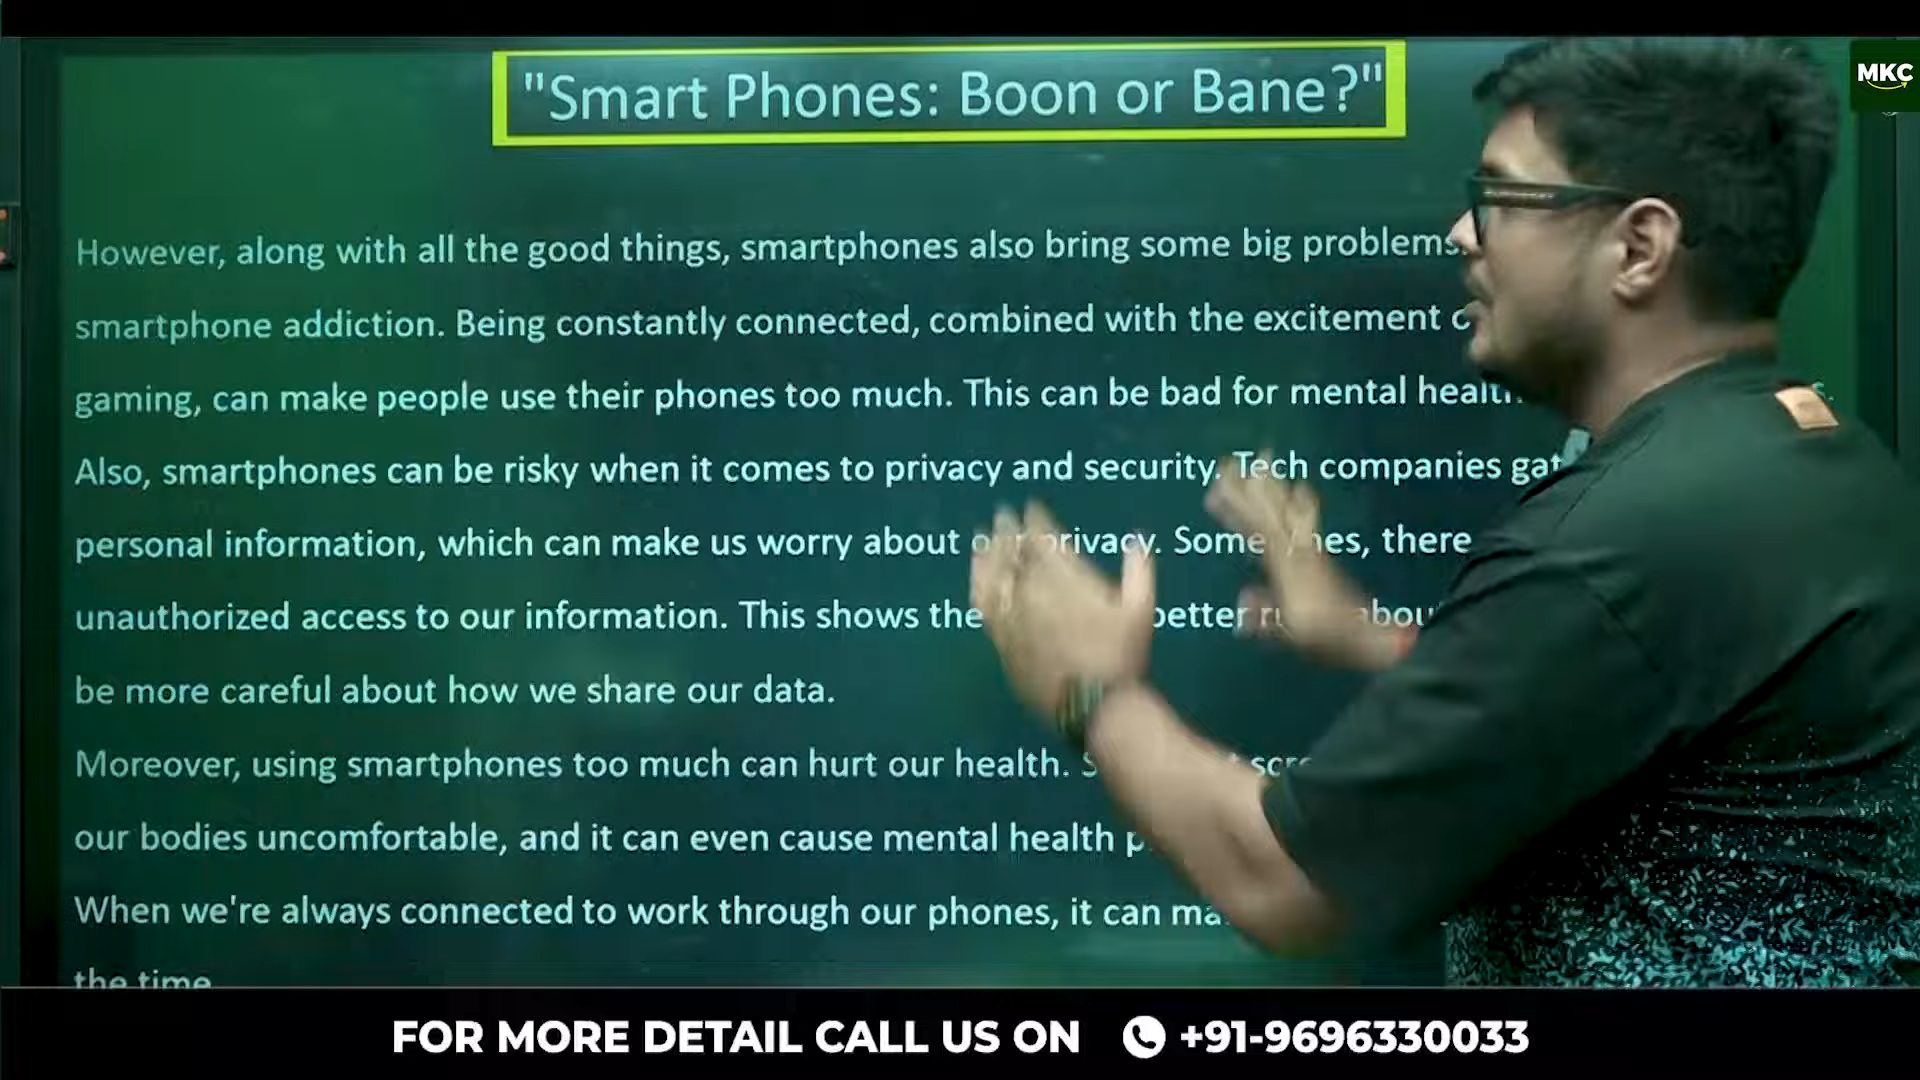 "Smart Phones: Boon or Bane?"
MKC
However, along with all the good things, smartphones also bring some big problems.
smartphone addiction. Being constantly connected, combined with the excitement
gaming, can make people use their phones too much. This can be bad for mental
Also, smartphones can be risky when it comes to privacy and security. Tech companies
personal information, which can make us worry about privacy. there
unauthorized access to our information. This shows the better
be more careful about how we share our data.
Moreover, using smartphones too much can hurt our health.
our bodies uncomfortable, and it can even cause mental health
When we're always connected to work through our phones, it can
the time
FOR MORE DETAIL CALL US ON +91-9696330033